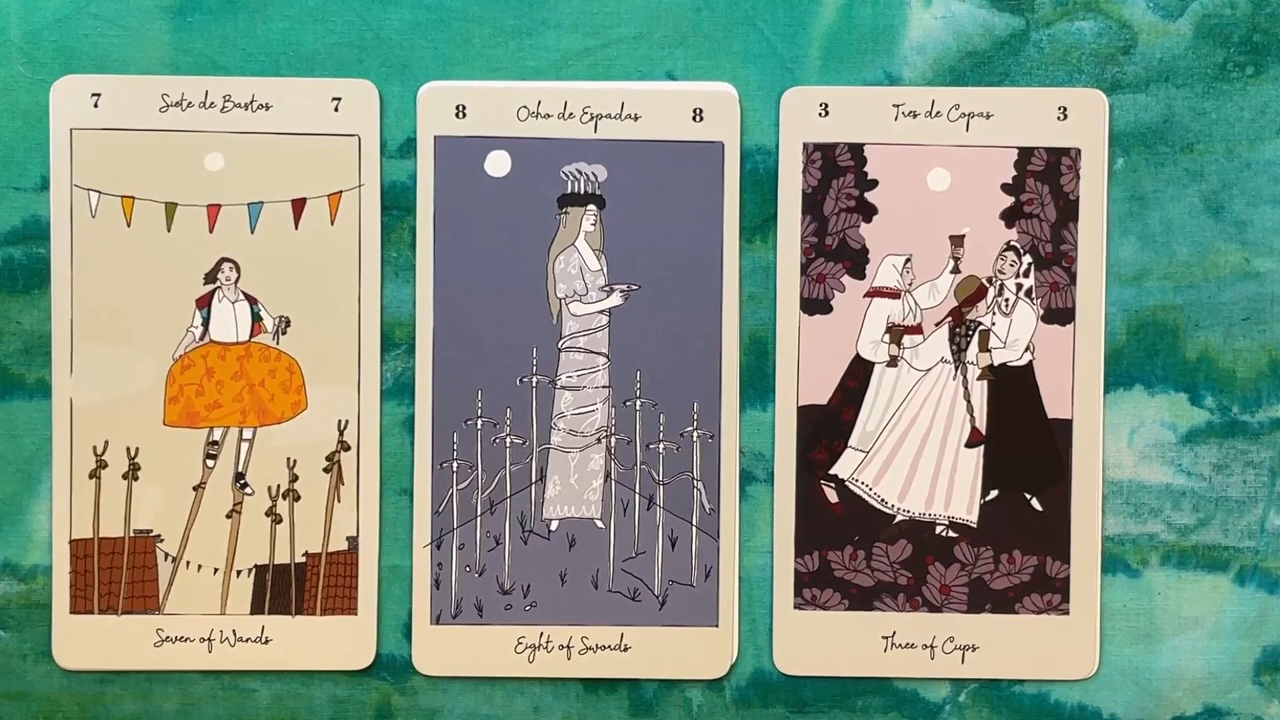 7 Siete de Bastos 7
Seven of Wands
8 Ocho de Espadas 8
Eight of Swords
3 Tres de Copas 3
Three of Cups